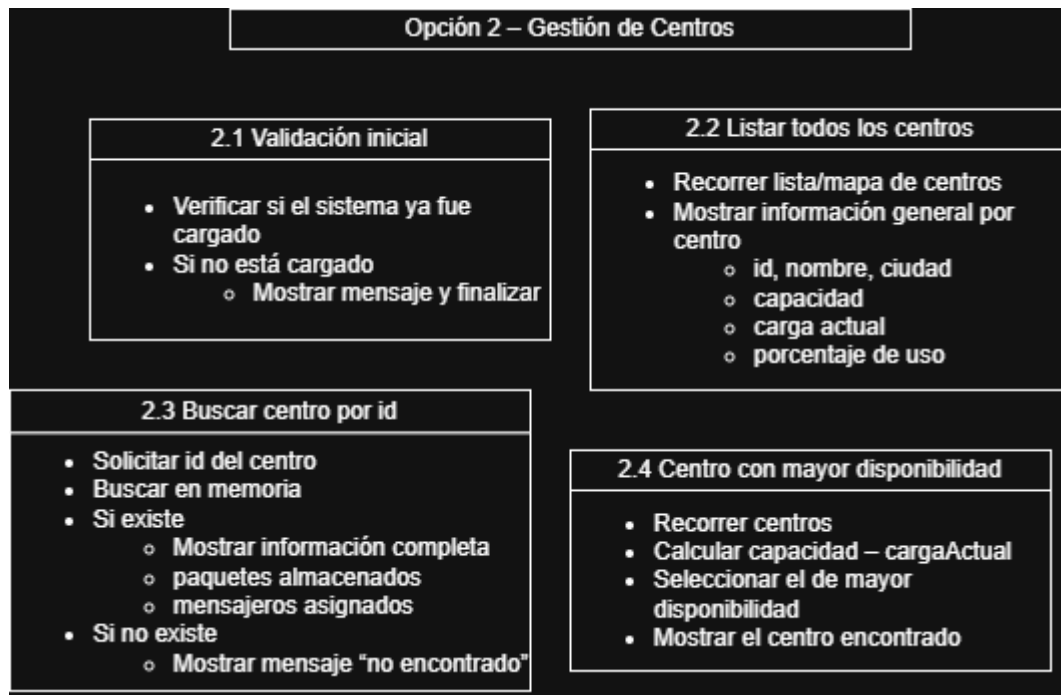 Opción 2 – Gestión de Centros
2.1 Validación inicial
• Verificar si el sistema ya fue
cargado
• Si no está cargado
○ Mostrar mensaje y finalizar
2.2 Listar todos los centros
• Recorrer lista/mapa de centros
• Mostrar información general por
centro
○ id, nombre, ciudad
○ capacidad
○ carga actual
○ porcentaje de uso
2.3 Buscar centro por id
• Solicitar id del centro
• Buscar en memoria
• Si existe
○ Mostrar información completa
○ paquetes almacenados
○ mensajeros asignados
• Si no existe
○ Mostrar mensaje “no encontrado”
2.4 Centro con mayor disponibilidad
• Recorrer centros
• Calcular capacidad – cargaActual
• Seleccionar el de mayor
disponibilidad
• Mostrar el centro encontrado